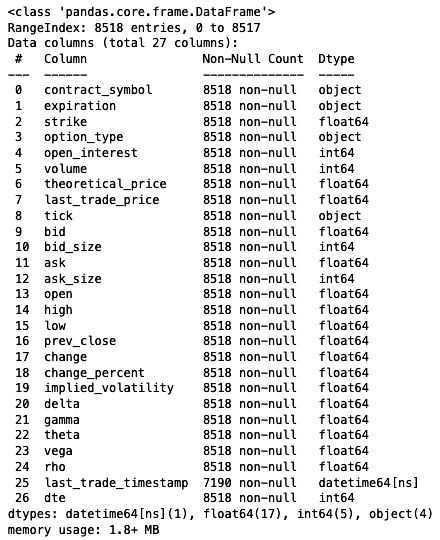 <class 'pandas.core.frame.DataFrame'>
RangeIndex: 8518 entries, 0 to 8517
Data columns (total 27 columns):
 #   Column                Non-Null Count  Dtype
---  ------                --------------  -----
 0   contract_symbol       8518 non-null   object
 1   expiration            8518 non-null   object
 2   strike                8518 non-null   float64
 3   option_type           8518 non-null   object
 4   open_interest         8518 non-null   int64
 5   volume                8518 non-null   int64
 6   theoretical_price     8518 non-null   float64
 7   last_trade_price      8518 non-null   float64
 8   tick                  8518 non-null   object
 9   bid                   8518 non-null   float64
 10  bid_size              8518 non-null   int64
 11  ask                   8518 non-null   float64
 12  ask_size              8518 non-null   int64
 13  open                  8518 non-null   float64
 14  high                  8518 non-null   float64
 15  low                   8518 non-null   float64
 16  prev_close            8518 non-null   float64
 17  change                8518 non-null   float64
 18  change_percent        8518 non-null   float64
 19  implied_volatility    8518 non-null   float64
 20  delta                 8518 non-null   float64
 21  gamma                 8518 non-null   float64
 22  theta                 8518 non-null   float64
 23  vega                  8518 non-null   float64
 24  rho                   8518 non-null   float64
 25  last_trade_timestamp  7190 non-null   datetime64[ns]
 26  dte                   8518 non-null   int64
dtypes: datetime64[ns](1), float64(17), int64(5), object(4)
memory usage: 1.8+ MB